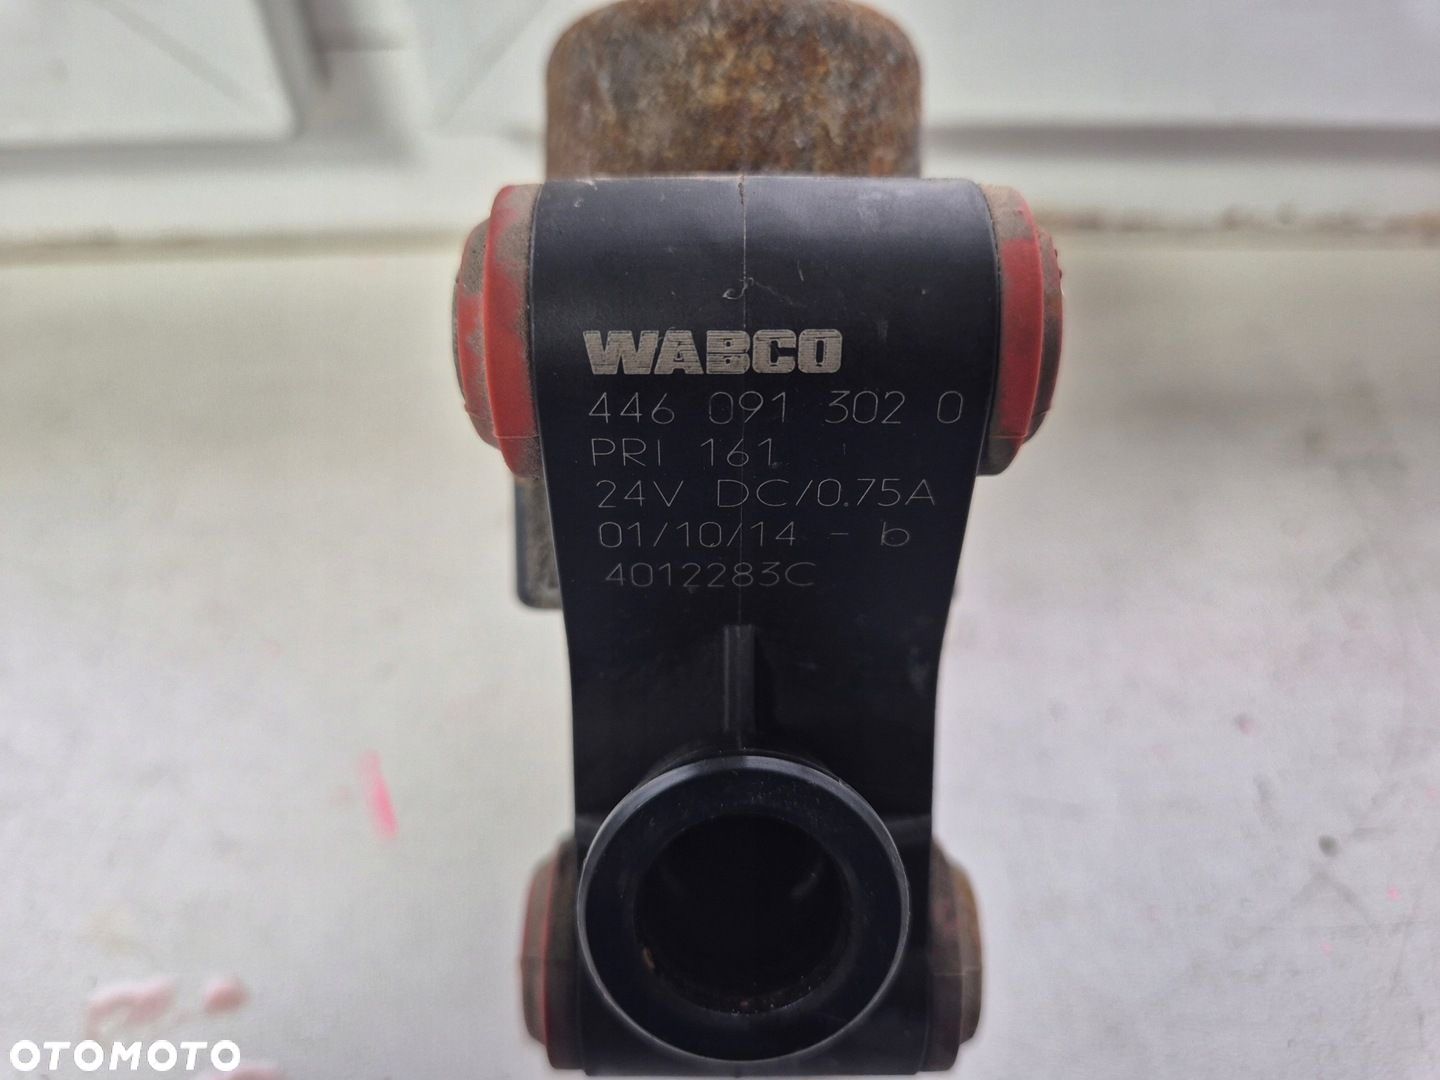 WABCO
446 091 302 0
PRI 161
24V DC/0.75A
01/10/14 - b
4012283C
OTOMOTO